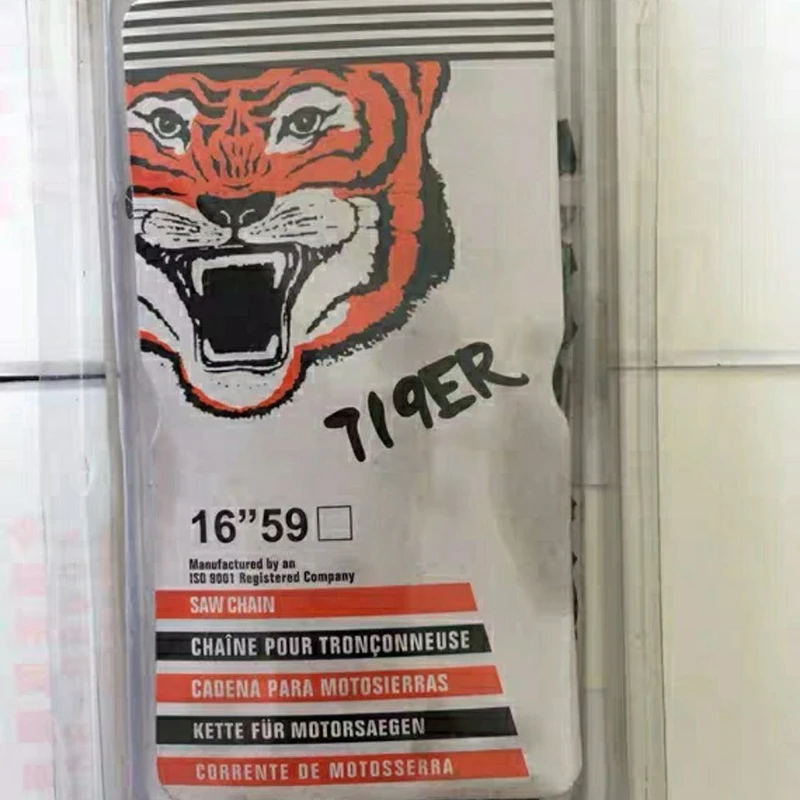 TIGER
16”59□
Manufactured by an
ISO 9001 Registered Company
SAW CHAIN
CHAÎNE POUR TRONÇONNEUSE
CADENA PARA MOTOSIERRAS
KETTE FÜR MOTORSAEGEN
CORRENTE DE MOTOSSERRA